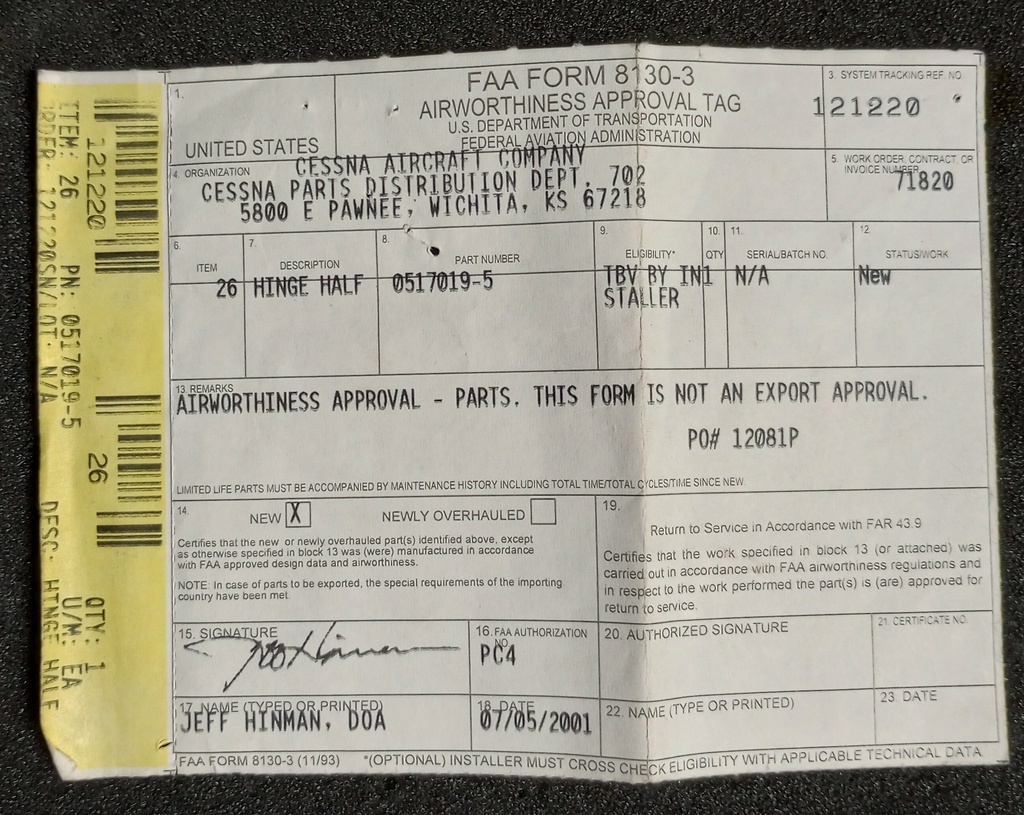 1.
UNITED STATES
FAA FORM 8130-3
AIRWORTHINESS APPROVAL TAG
U.S. DEPARTMENT OF TRANSPORTATION
FEDERAL AVIATION ADMINISTRATION
3. SYSTEM TRACKING REF. NO.
121220
4. ORGANIZATION
CESSNA AIRCRAFT COMPANY
CESSNA PARTS DISTRIBUTION DEPT. 702
5800 E PAWNEE, WICHITA, KS 67218
5. WORK ORDER, CONTRACT, OR
INVOICE NUMBER
71820
6. ITEM
7. DESCRIPTION
8. PART NUMBER
9. ELIGIBILITY*
10. QTY
11. SERIAL/BATCH NO.
12. STATUS/WORK
26 HINGE HALF 0517019-5 TBV BY IN1 N/A New
STALLER
13. REMARKS
AIRWORTHINESS APPROVAL - PARTS. THIS FORM IS NOT AN EXPORT APPROVAL.
PO# 12081P
LIMITED LIFE PARTS MUST BE ACCOMPANIED BY MAINTENANCE HISTORY INCLUDING TOTAL TIME/TOTAL CYCLES/TIME SINCE NEW
14.
NEW X NEWLY OVERHAULED
Certifies that the new or newly overhauled part(s) identified above, except
as otherwise specified in block 13 was (were) manufactured in accordance
with FAA approved design data and airworthiness.
NOTE: In case of parts to be exported, the special requirements of the importing
country have been met
19.
Return to Service in Accordance with FAR 43.9
Certifies that the work specified in block 13 (or attached) was
carried out in accordance with FAA airworthiness regulations and
in respect to the work performed the part(s) is (are) approved for
return to service.
15. SIGNATURE
16. FAA AUTHORIZATION
NO.
PC4
20. AUTHORIZED SIGNATURE
21. CERTIFICATE NO.
17. NAME (TYPED OR PRINTED)
JEFF HINMAN, DOA
18. DATE
07/05/2001
22. NAME (TYPE OR PRINTED)
23. DATE
FAA FORM 8130-3 (11/93) *(OPTIONAL) INSTALLER MUST CROSS CHECK ELIGIBILITY WITH APPLICABLE TECHNICAL DATA
121220 26 QTY: 1
ITEM: 26 PN: 0517019-5 U/M: EA
ORDER: 121220 SN/LOT: N/A DESC: HINGE HALF